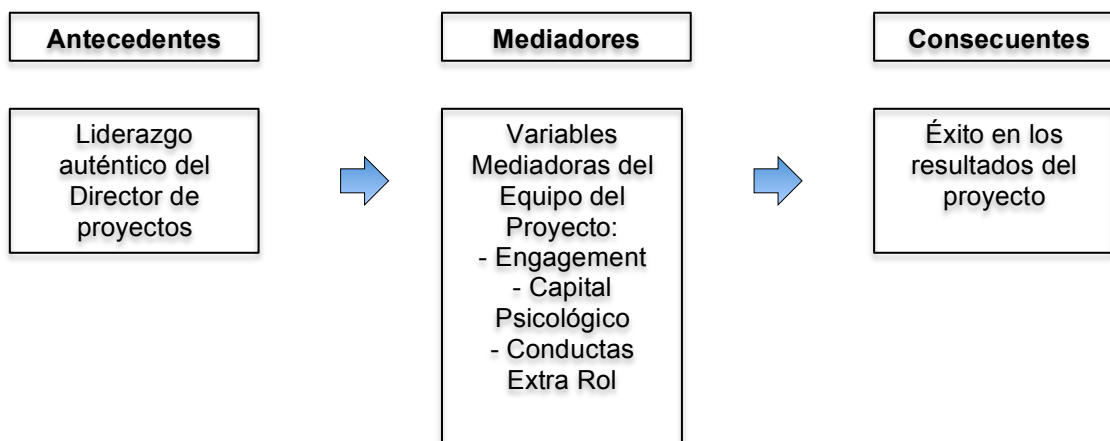 Antecedentes
Mediadores
Consecuentes
Liderazgo
auténtico del
Director de
proyectos
Variables
Mediadoras del
Equipo del
Proyecto:
- Engagement
- Capital
Psicológico
- Conductas
Extra Rol
Éxito en los
resultados del
proyecto